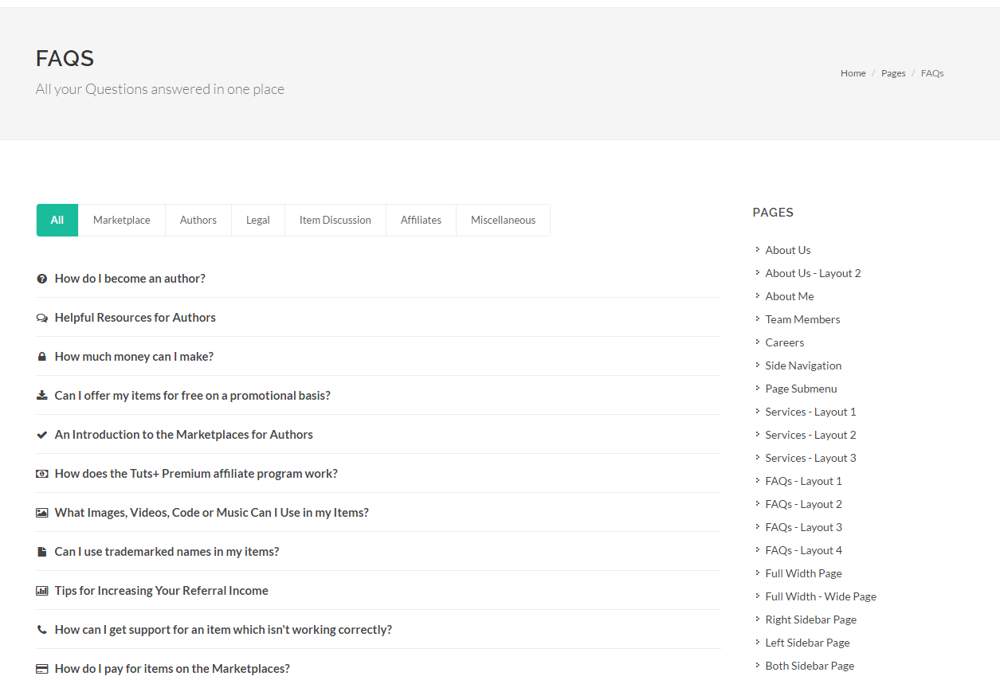 FAQS
All your Questions answered in one place
Home / Pages / FAQs
All Marketplace Authors Legal Item Discussion Affiliates Miscellaneous
How do I become an author?
Helpful Resources for Authors
How much money can I make?
Can I offer my items for free on a promotional basis?
An Introduction to the Marketplaces for Authors
How does the Tuts+ Premium affiliate program work?
What Images, Videos, Code or Music Can I Use in my Items?
Can I use trademarked names in my items?
Tips for Increasing Your Referral Income
How can I get support for an item which isn't working correctly?
How do I pay for items on the Marketplaces?
PAGES
About Us
About Us - Layout 2
About Me
Team Members
Careers
Side Navigation
Page Submenu
Services - Layout 1
Services - Layout 2
Services - Layout 3
FAQs - Layout 1
FAQs - Layout 2
FAQs - Layout 3
FAQs - Layout 4
Full Width Page
Full Width - Wide Page
Right Sidebar Page
Left Sidebar Page
Both Sidebar Page